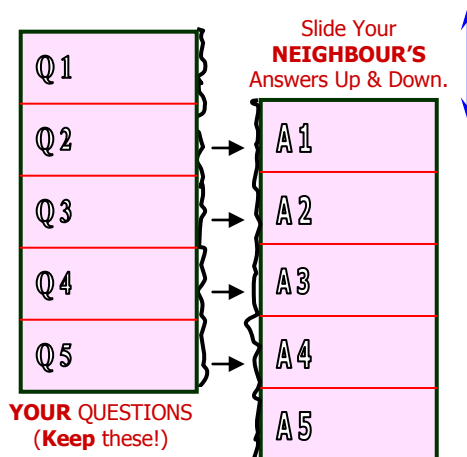 Q1
Q2
Q3
Q4
Q5
YOUR QUESTIONS
(Keep these!)
Slide Your
NEIGHBOUR'S
Answers Up & Down.
A1
A2
A3
A4
A5